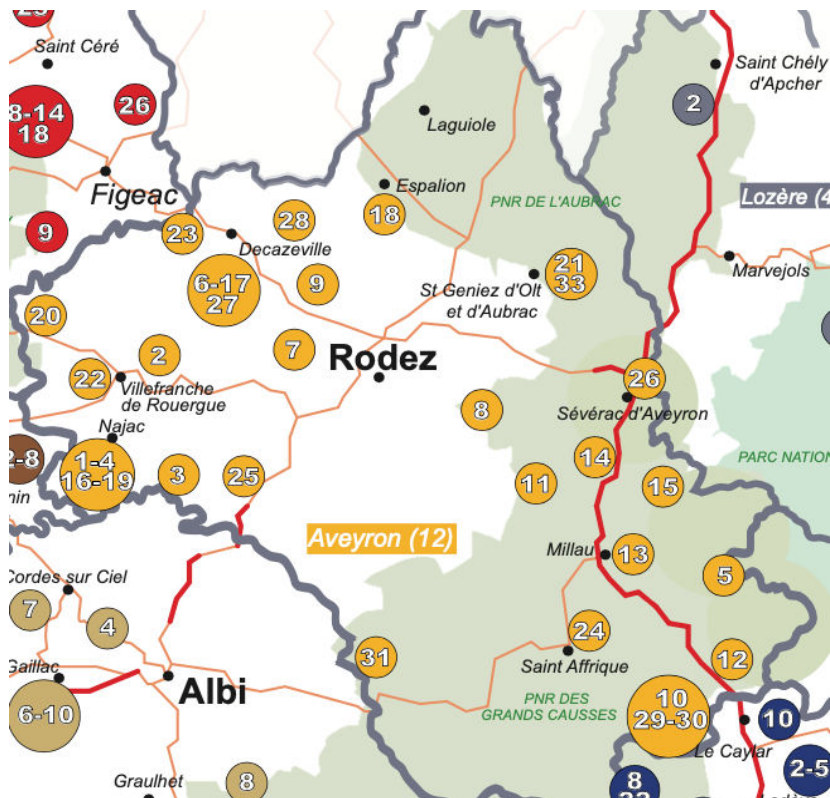 Saint Céré
8-14
18
26
Figeac
9
23
Decazeville
28
Laguiole
Espalion
18
PNR DE L'AUBRAC
Saint Chély
d'Apcher
2
Lozère (4
Marvejols
6-17
27
9
21
33
St Geniez d'Olt
et d'Aubrac
20
2
7
Rodez
22
Villefranche
de Rouergue
8
26
Sévérac d'Aveyron
Najac
1-4
16-19
3
25
2-8
nin
14
11
15
PARC NATION
Aveyron (12)
Millau
13
5
Cordes sur Ciel
7
4
24
Saint Affrique
31
12
Gaillac
6-10
Albi
PNR DES
GRANDS CAUSSES
10
29-30
10
Le Caylar
2-5
Graulhet
8
8